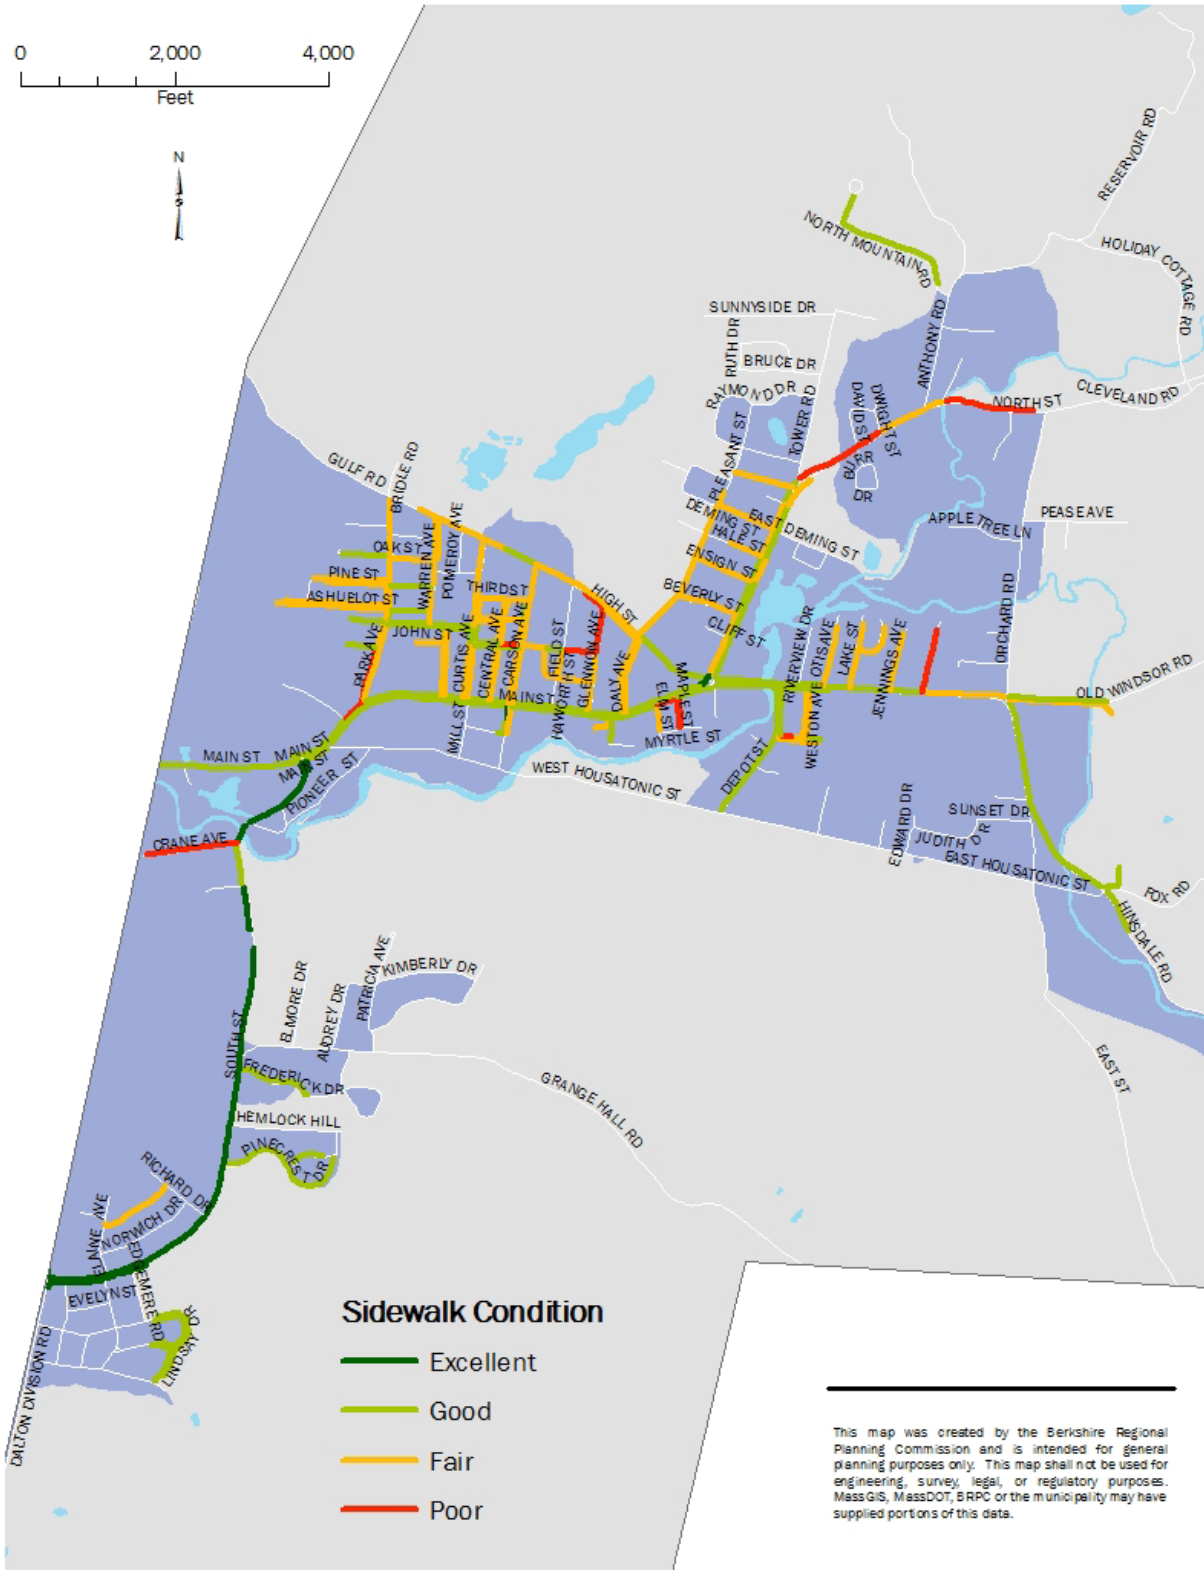 0 2,000 4,000
Feet
N
S
RESERVOIR RD
NORTH MOUNTAIN RD
HOLIDAY COTTAGE RD
SUNNYSIDE DR
ANTHONY RD
RUTH DR
BRUCE DR
RAYMOND DR
CLEVELAND RD
NORTH ST
DAVID ST
DWIGHT ST
TOWER RD
PLEASANT ST
BURR DR
GULF RD
BRIDLE RD
DEMING ST
EAST DEMING ST
HALE ST
APPLE TREE LN
PEASE AVE
OAK ST
WARREN AVE
POMEROY AVE
PINE ST
ENSIGN ST
THIRD ST
ASHUELOT ST
HIGH ST
BEVERLY ST
CLIFF ST
ORCHARD RD
JOHN ST
PARK AVE
CURTIS AVE
CENTRAL AVE
CARSON AVE
FIELD ST
HAWORTH ST
GLENNON AVE
DALY AVE
ELM ST
MAPLE ST
RIVERVIEW DR
OTIS AVE
LAKE ST
JENNINGS AVE
WESTON AVE
OLD WINDSOR RD
MAIN ST
MILL ST
MYRTLE ST
DEPOT ST
MAIN ST
MAIN ST
MAIN ST
PIONEER ST
WEST HOUSATONIC ST
CRANE AVE
EDWARD DR
SUNSET DR
JUDITH DR
EAST HOUSATONIC ST
FOX RD
HINSDALE RD
ELMORE DR
AUDREY DR
PATRICIA AVE
KIMBERLY DR
SOUTH ST
FREDERICK DR
GRANGE HALL RD
EAST ST
HEMLOCK HILL
PINECREST DR
RICHARD DR
NORWICH DR
ELAINE AVE
EDGEMERE RD
EVELYN ST
LINDSAY DR
DALTON DIVISION RD
Sidewalk Condition
Excellent
Good
Fair
Poor
This map was created by the Berkshire Regional
Planning Commission and is intended for general
planning purposes only. This map shall not be used for
engineering, survey, legal, or regulatory purposes.
MassGIS, MassDOT, BRPC or the municipality may have
supplied portions of this data.